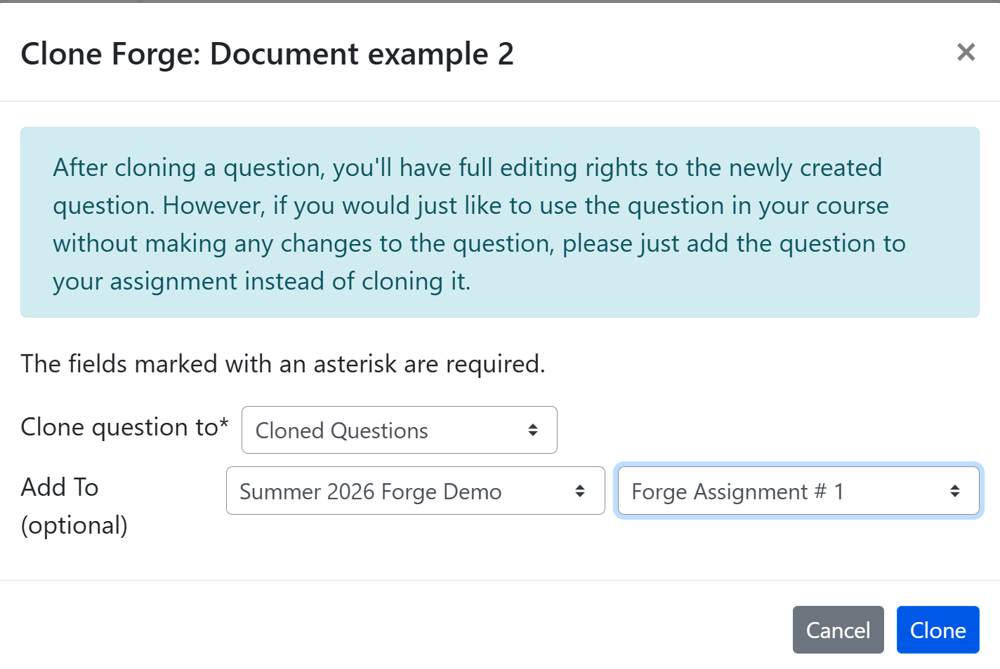 Clone Forge: Document example 2
×
After cloning a question, you'll have full editing rights to the newly created
question. However, if you would just like to use the question in your course
without making any changes to the question, please just add the question to
your assignment instead of cloning it.
The fields marked with an asterisk are required.
Clone question to* Cloned Questions
Add To Summer 2026 Forge Demo Forge Assignment # 1
(optional)
Cancel Clone